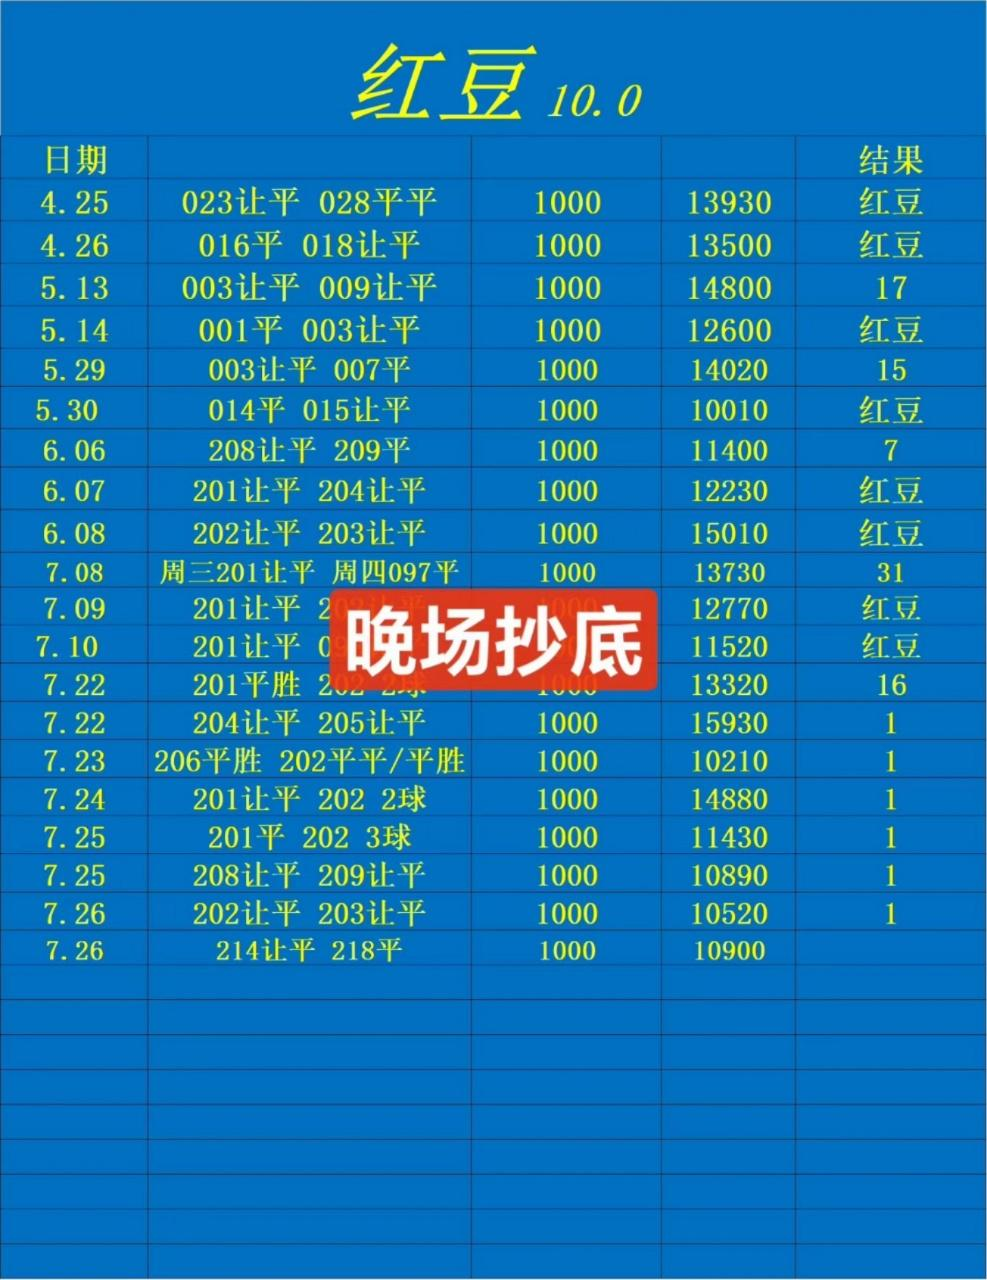 红豆 10.0
日期 结果
4.25 023让平 028平平 1000 13930 红豆
4.26 016平 018让平 1000 13500 红豆
5.13 003让平 009让平 1000 14800 17
5.14 001平 003让平 1000 12600 红豆
5.29 003让平 007平 1000 14020 15
5.30 014平 015让平 1000 10010 红豆
6.06 208让平 209平 1000 11400 7
6.07 201让平 204让平 1000 12230 红豆
6.08 202让平 203让平 1000 15010 红豆
7.08 周三201让平 周四097平 1000 13730 31
7.09 201让平 12770 红豆
7.10 201让平 11520 红豆
晚场抄底
7.22 201平胜 202 2球 1000 13320 16
7.22 204让平 205让平 1000 15930 1
7.23 206平胜 202平平/平胜 1000 10210 1
7.24 201让平 202 2球 1000 14880 1
7.25 201平 202 3球 1000 11430 1
7.25 208让平 209让平 1000 10890 1
7.26 202让平 203让平 1000 10520 1
7.26 214让平 218平 1000 10900